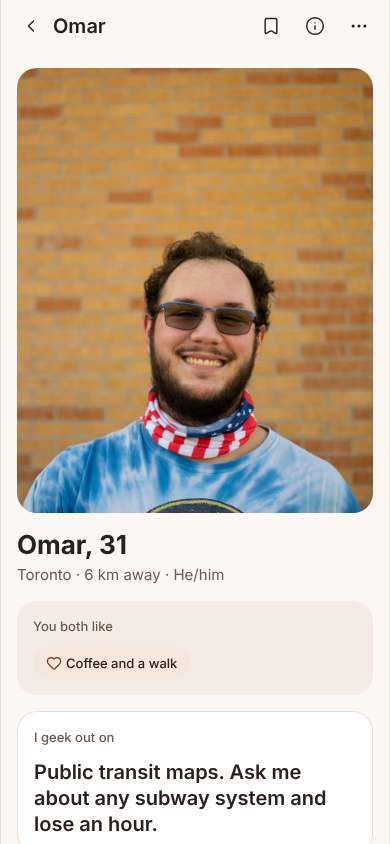 Omar
Omar, 31
Toronto · 6 km away · He/him
You both like
Coffee and a walk
I geek out on
Public transit maps. Ask me
about any subway system and
lose an hour.